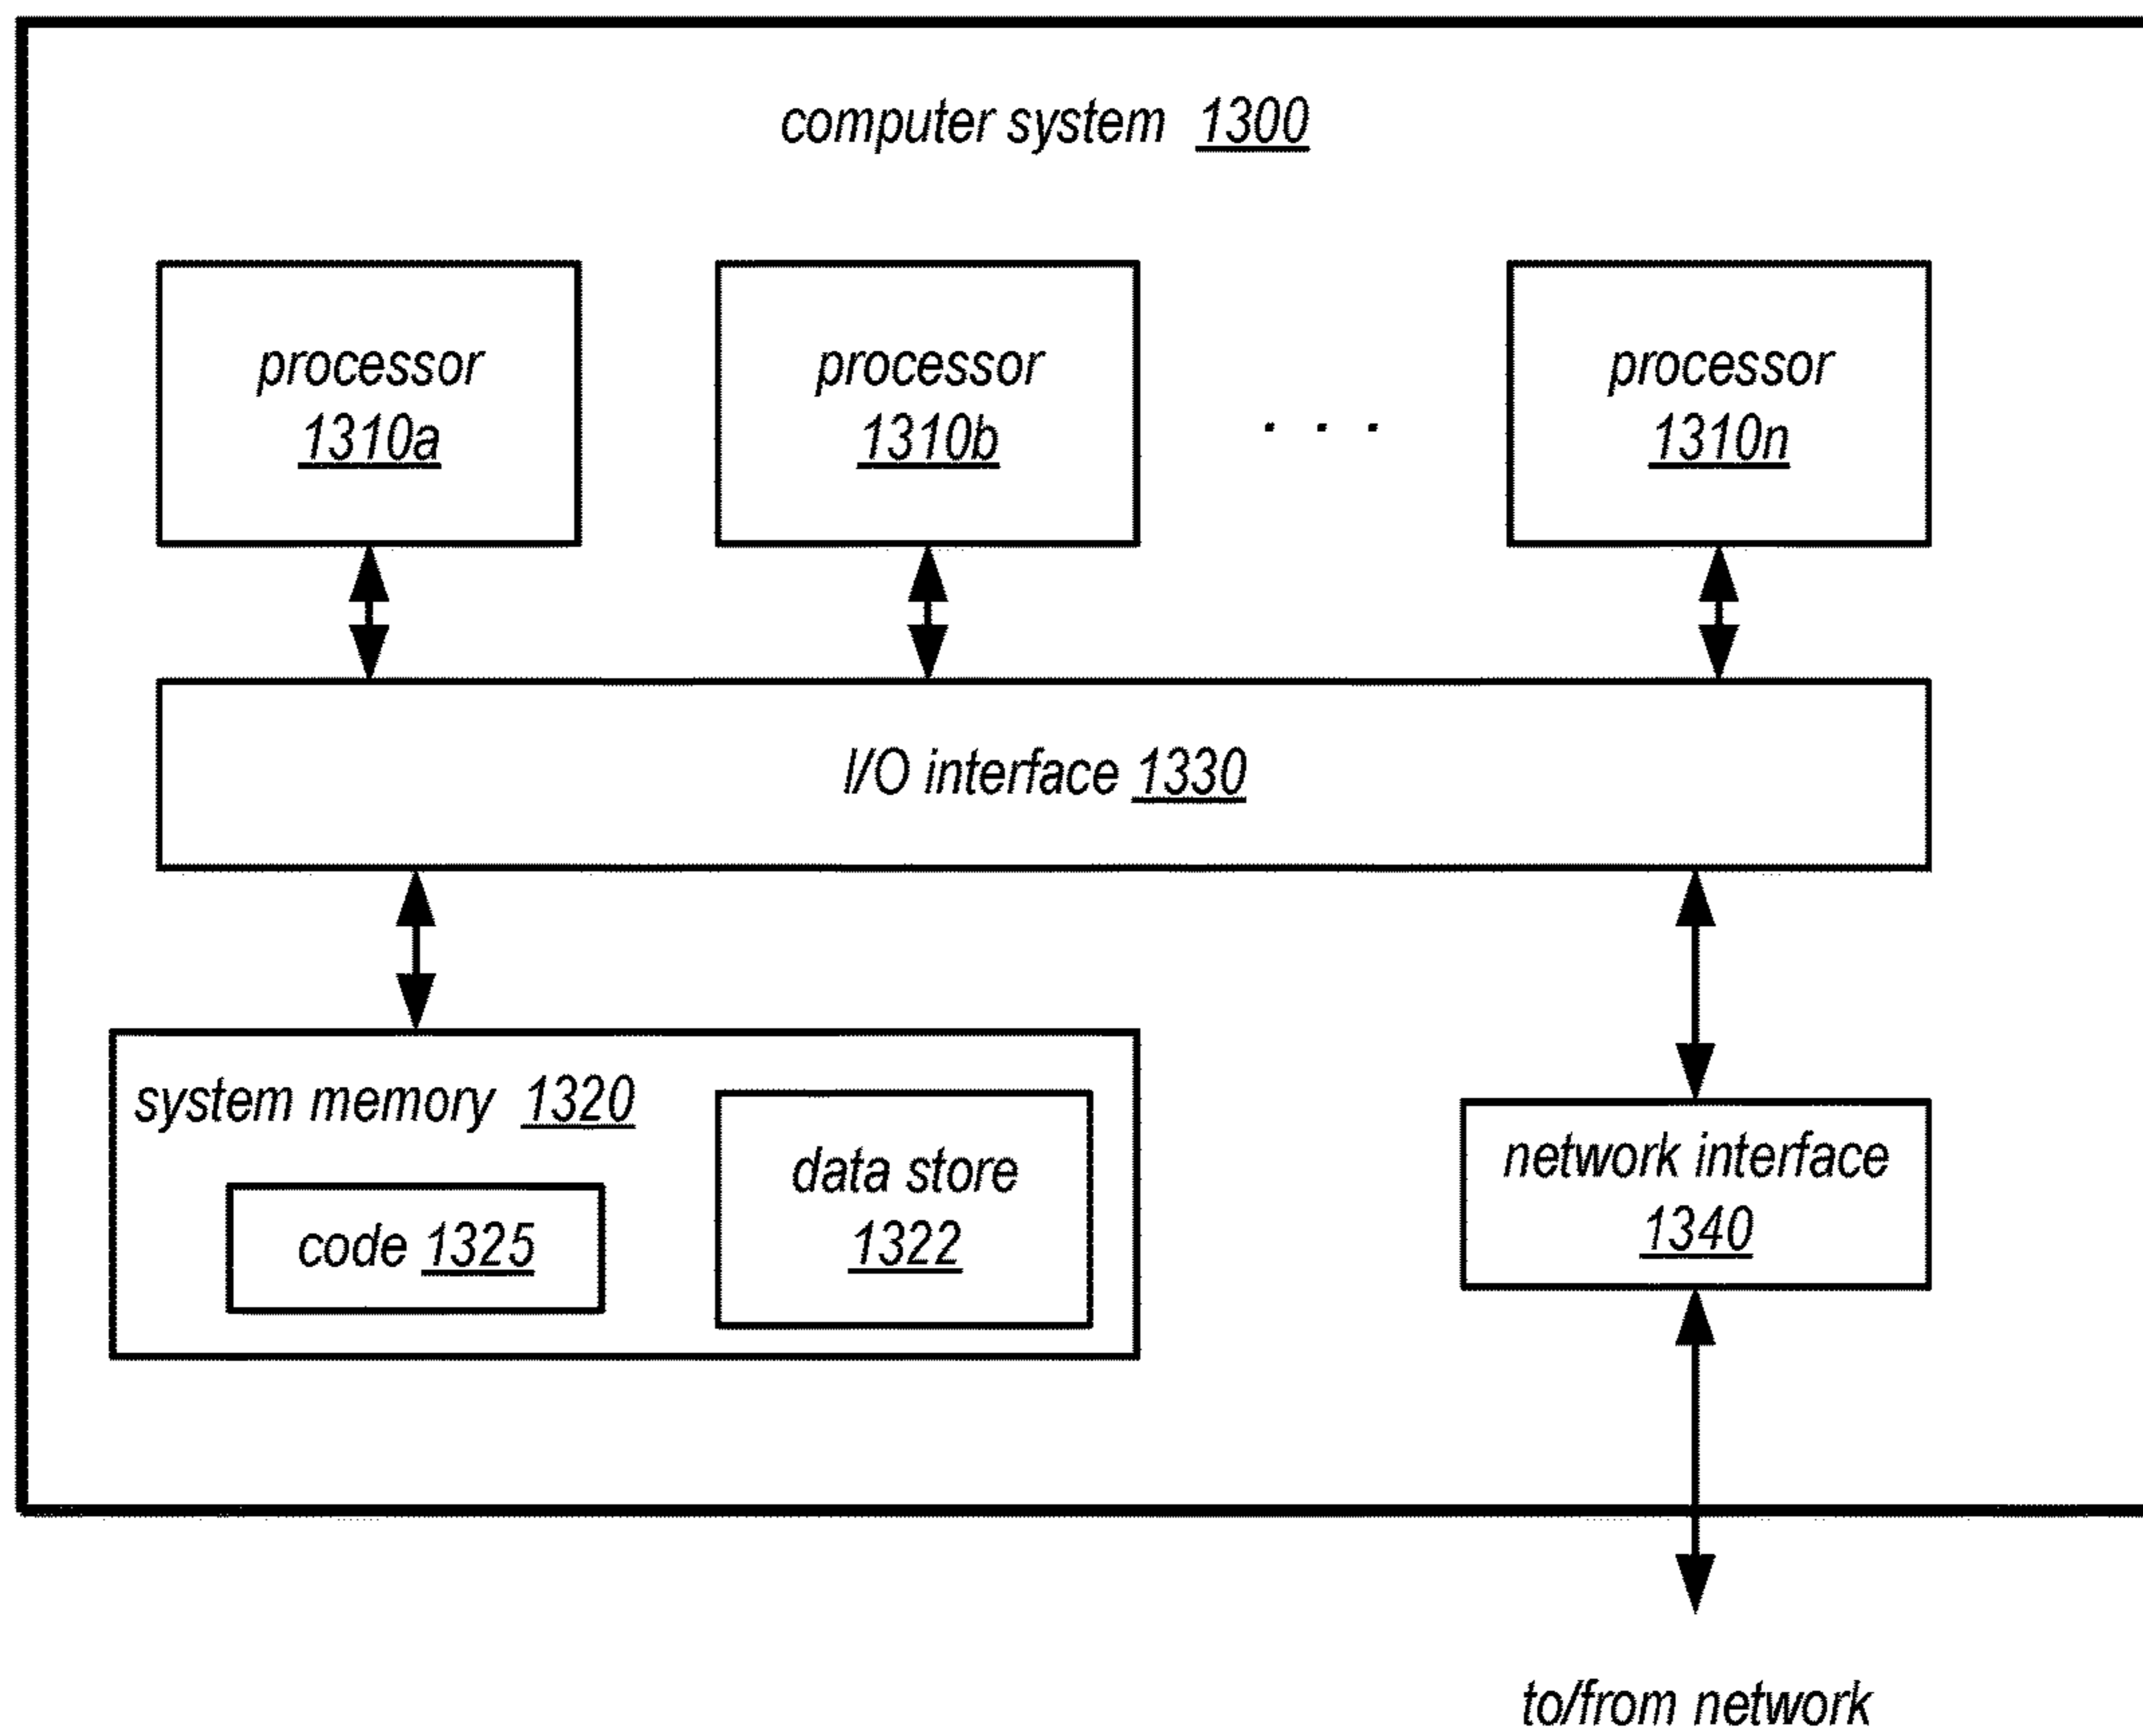 computer system 1300
processor
1310a
processor
1310b
. . .
processor
1310n
I/O interface 1330
system memory 1320
code 1325
data store
1322
network interface
1340
to/from network